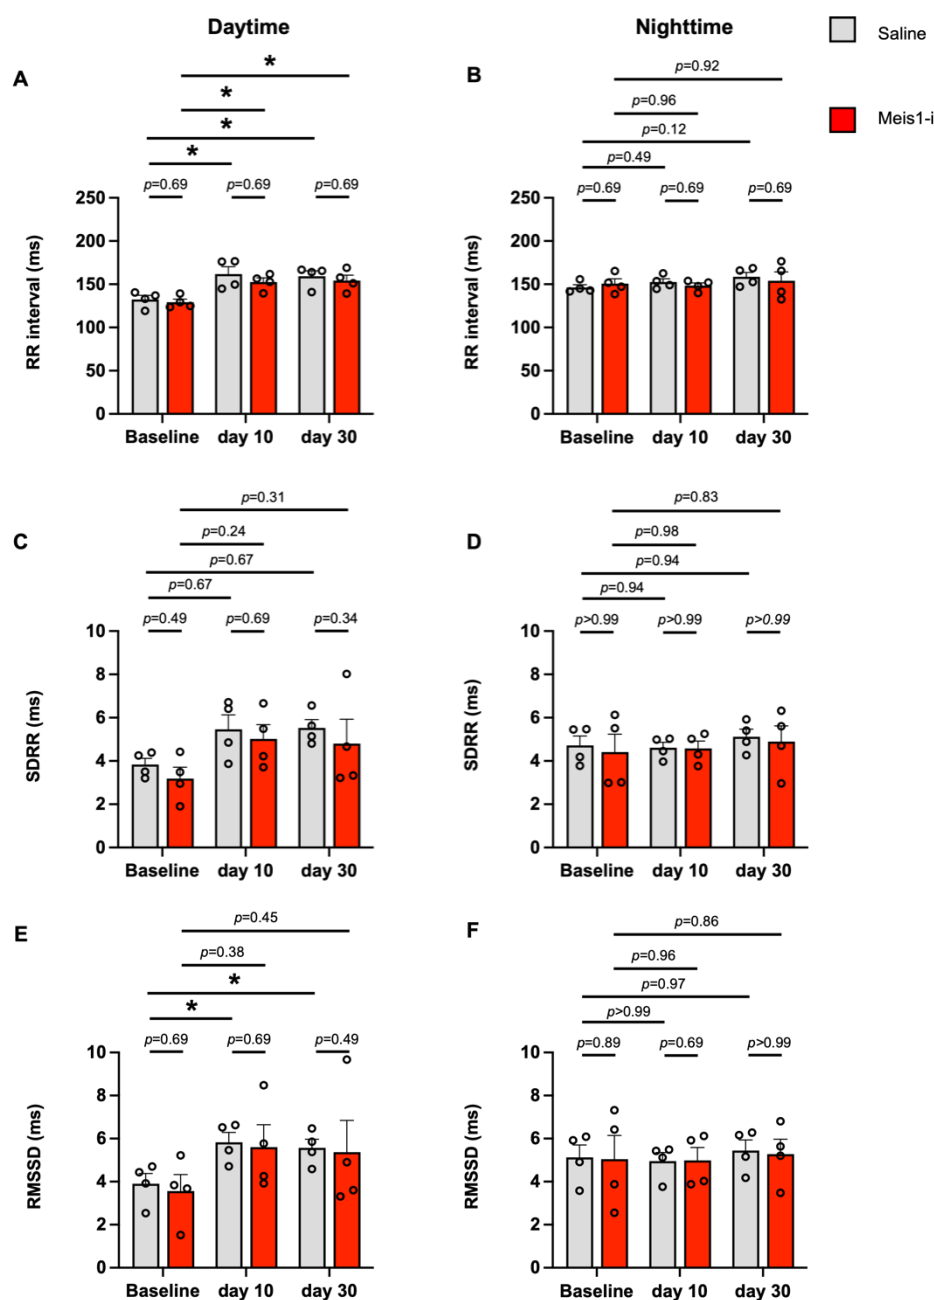 Daytime
Nighttime
Saline
Meis1-i
A
*
*
*
*
p=0.69
p=0.69
p=0.69
RR interval (ms)
250
200
150
100
50
0
Baseline
day 10
day 30
B
p=0.92
p=0.96
p=0.12
p=0.49
p=0.69
p=0.69
p=0.69
RR interval (ms)
250
200
150
100
50
0
Baseline
day 10
day 30
C
p=0.31
p=0.24
p=0.67
p=0.67
p=0.49
p=0.69
p=0.34
SDRR (ms)
10
8
6
4
2
0
Baseline
day 10
day 30
D
p=0.83
p=0.98
p=0.94
p=0.94
p>0.99
p>0.99
p>0.99
SDRR (ms)
10
8
6
4
2
0
Baseline
day 10
day 30
E
p=0.45
p=0.38
*
*
p=0.69
p=0.69
p=0.49
RMSSD (ms)
10
8
6
4
2
0
Baseline
day 10
day 30
F
p=0.86
p=0.96
p=0.97
p>0.99
p=0.89
p=0.69
p>0.99
RMSSD (ms)
10
8
6
4
2
0
Baseline
day 10
day 30